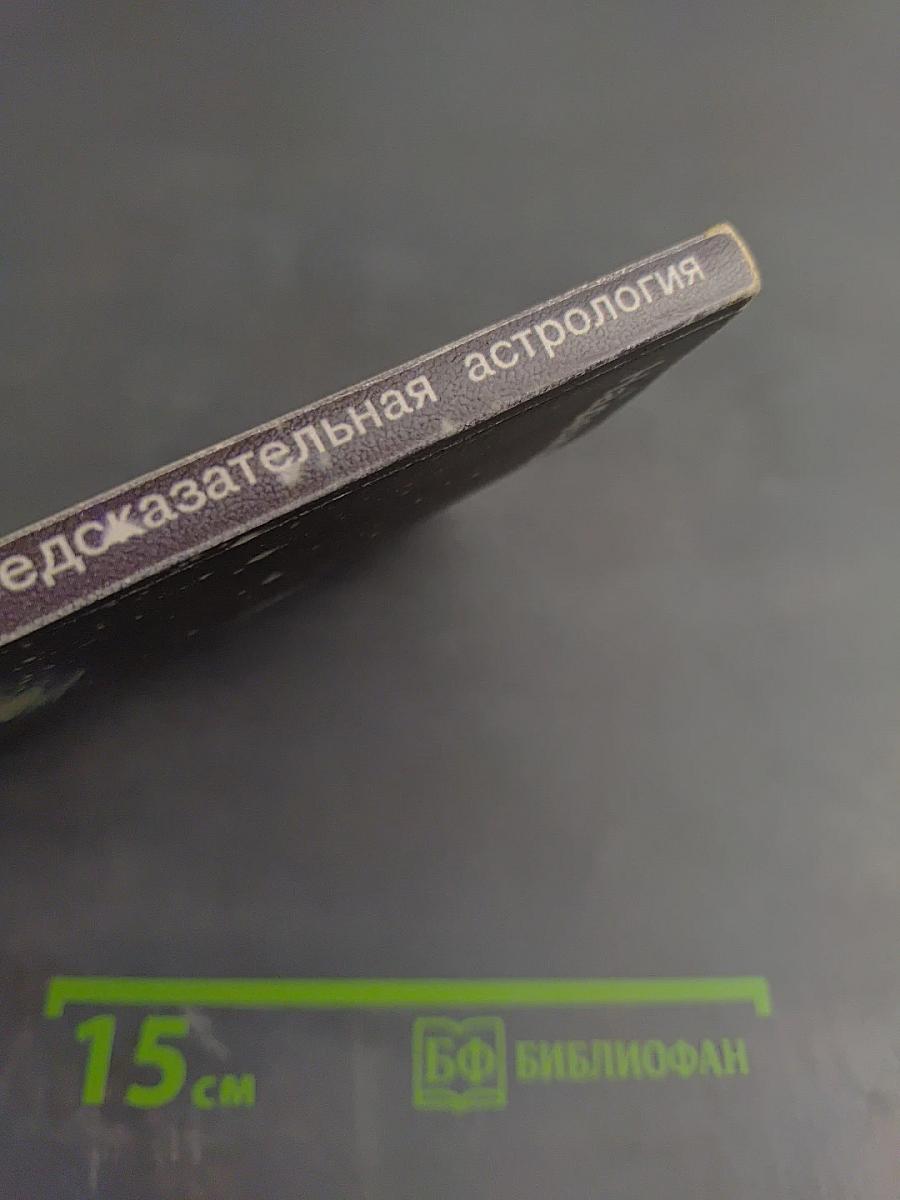 едсказательная астрология
15 см
БФ БИБЛИОФАН